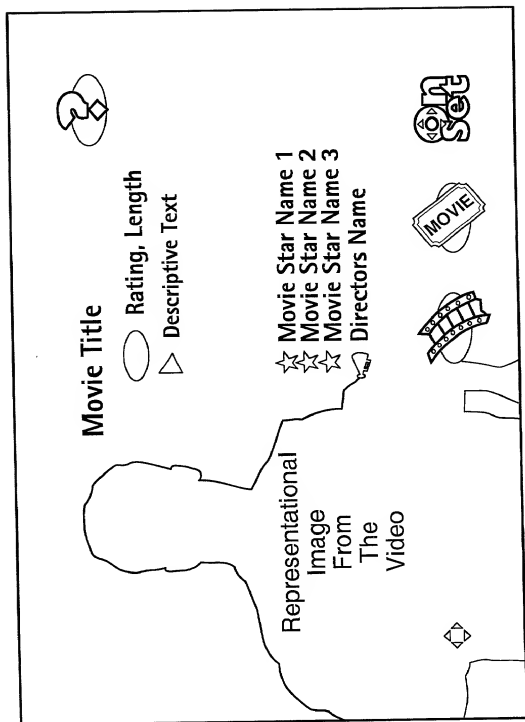 Movie Title
?
Rating, Length
Descriptive Text
Movie Star Name 1
Movie Star Name 2
Movie Star Name 3
Directors Name
Representational
Image
From
The
Video
MOVIE
on
set